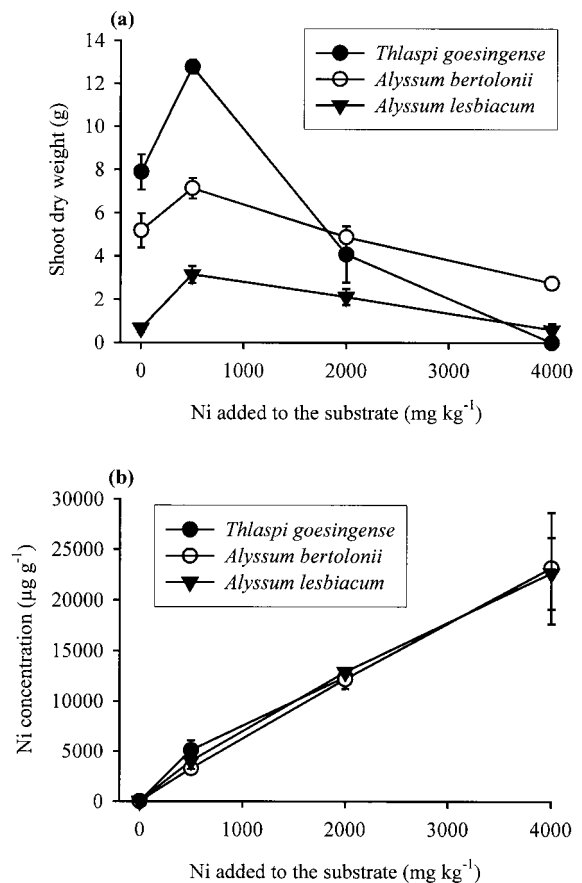 (a)
14
12
10
8
6
4
2
0
Shoot dry weight (g)
Thlaspi goesingense
Alyssum bertolonii
Alyssum lesbiacum
0 1000 2000 3000 4000
Ni added to the substrate (mg kg⁻¹)
(b)
30000
25000
20000
15000
10000
5000
0
Ni concentration (µg g⁻¹)
Thlaspi goesingense
Alyssum bertolonii
Alyssum lesbiacum
0 1000 2000 3000 4000
Ni added to the substrate (mg kg⁻¹)